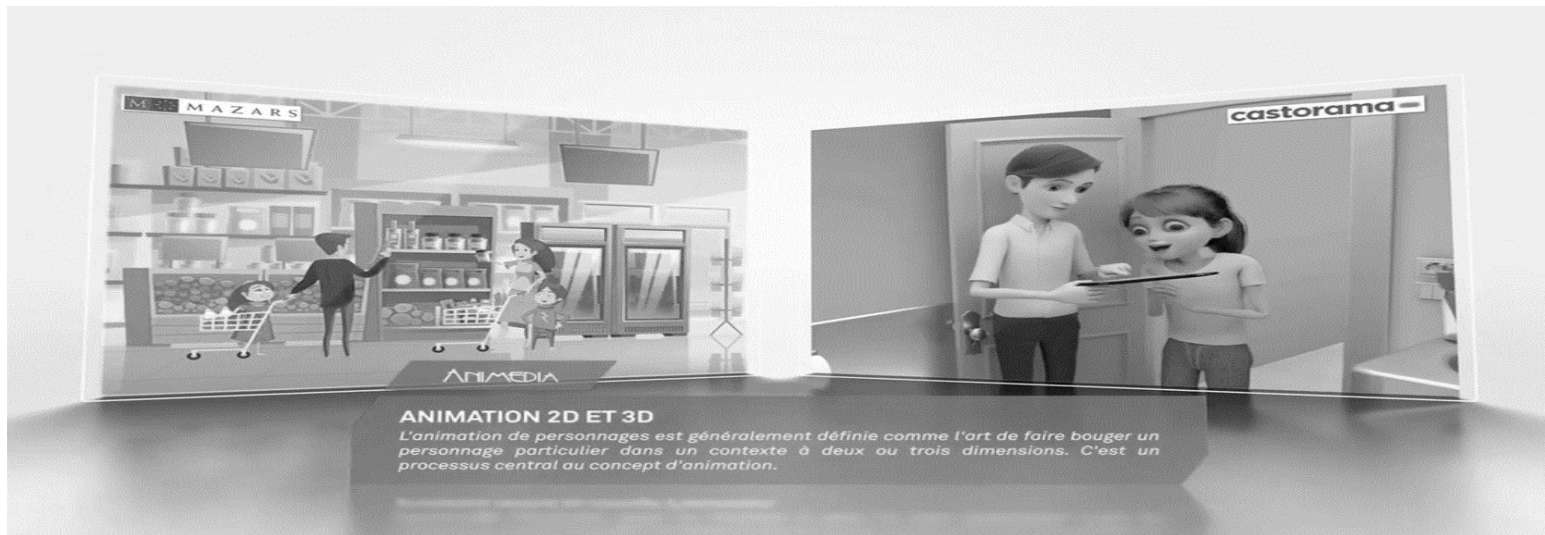 MAZARS
castorama
ANIMEDIA
ANIMATION 2D ET 3D
L'animation de personnages est généralement définie comme l'art de faire bouger un
personnage particulier dans un contexte à deux ou trois dimensions. C'est un
processus central au concept d'animation.